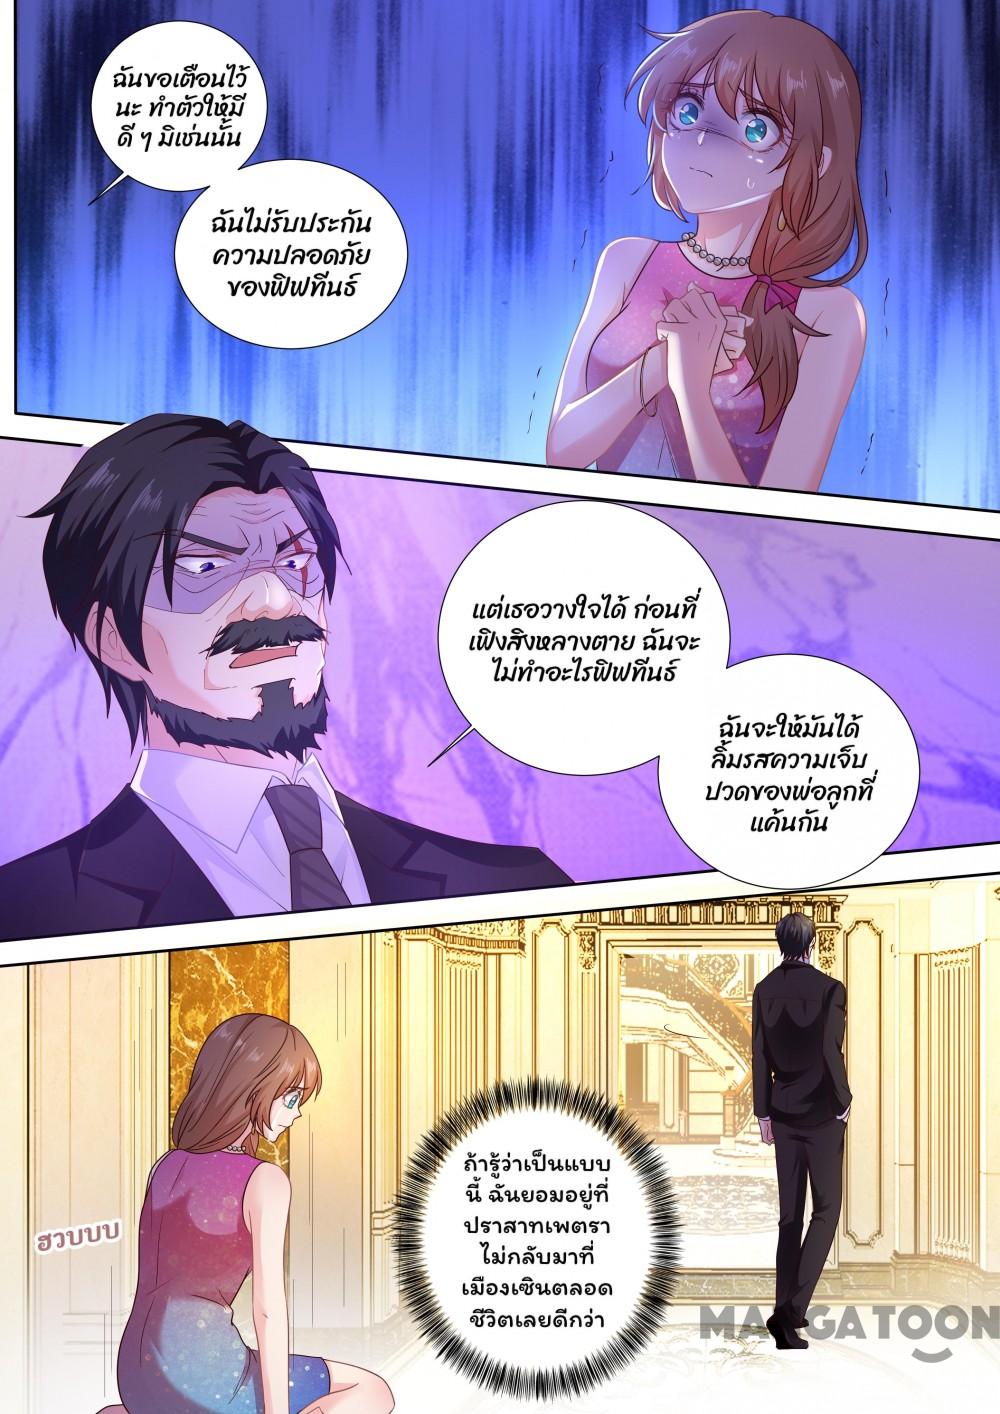 ฉันขอเตือนไว้
นะ ทำตัวให้มี
ดี ๆ มิเช่นนั้น
ฉันไม่รับประกัน
ความปลอดภัย
ของฟิฟทีนธ์
แต่เธอวางใจได้ ก่อนที่
เฟิงสิงหลางตาย ฉันจะ
ไม่ทำอะไรฟิฟทีนธ์
ฉันจะให้มันได้
ลิ้มรสความเจ็บ
ปวดของพ่อลูกที่
แค้นกัน
ถ้ารู้ว่าเป็นแบบ
นี้ ฉันยอมอยู่ที่
ปราสาทเพตรา
ไม่กลับมาที่
เมืองเซินตลอด
ชีวิตเลยดีกว่า
ฮวบบบ
MANGATOON